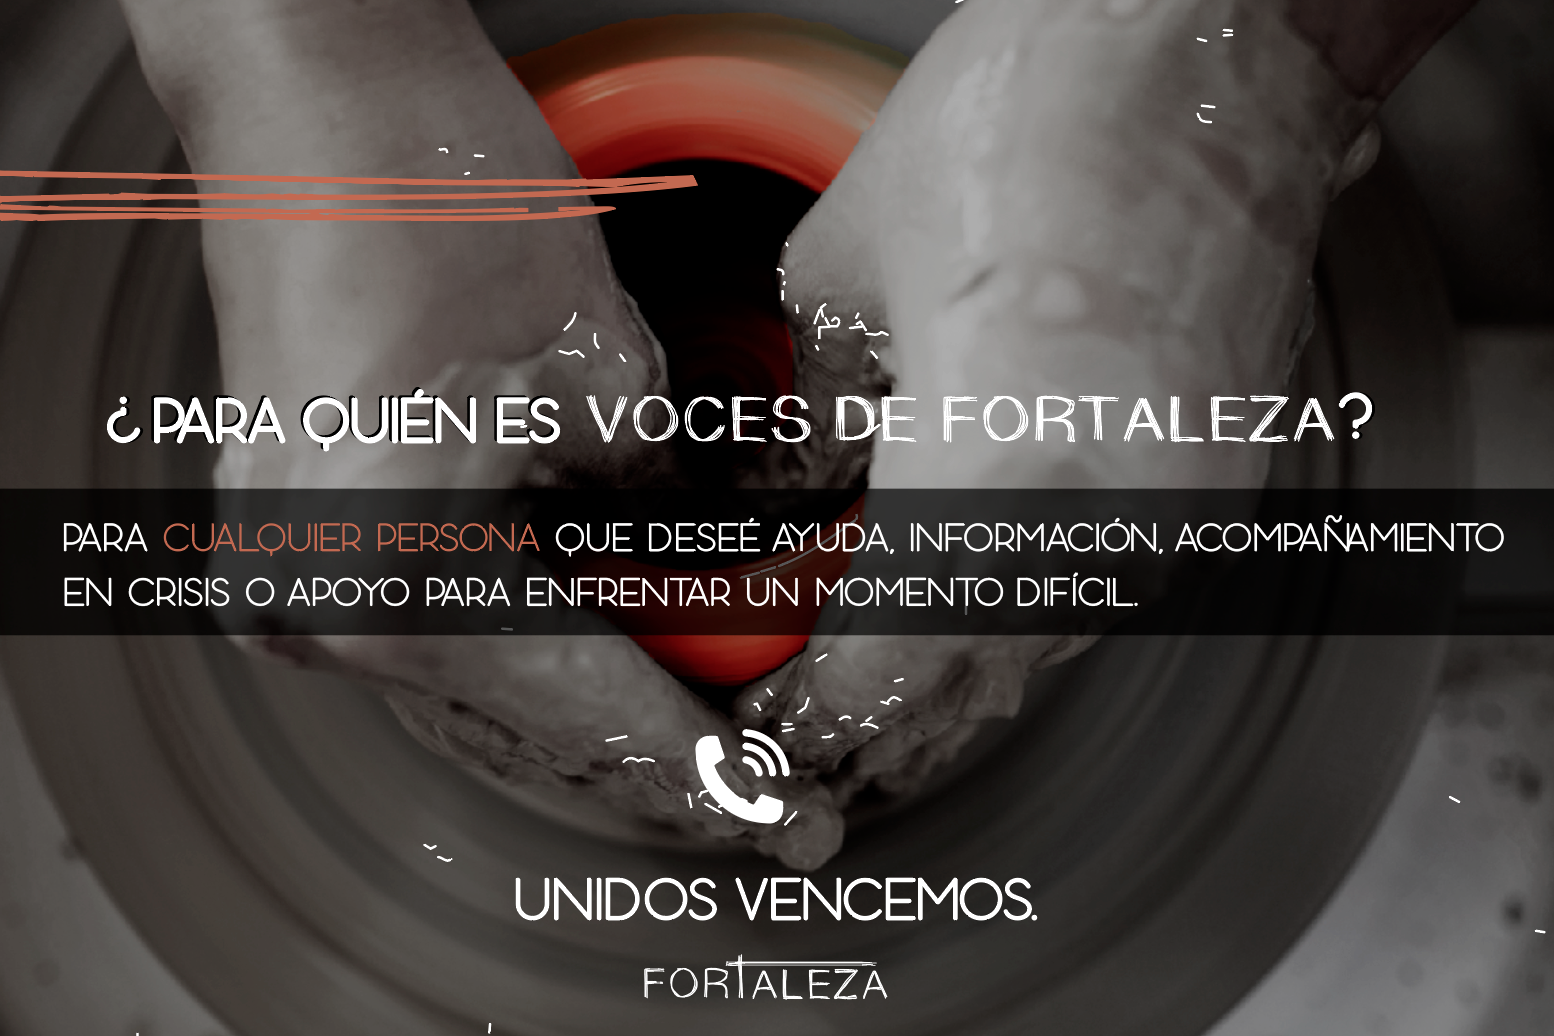 ¿PARA QUIÉN ES VOCES DE FORTALEZA?
PARA CUALQUIER PERSONA QUE DESEÉ AYUDA, INFORMACIÓN, ACOMPAÑAMIENTO
EN CRISIS O APOYO PARA ENFRENTAR UN MOMENTO DIFÍCIL.
UNIDOS VENCEMOS.
FORTALEZA